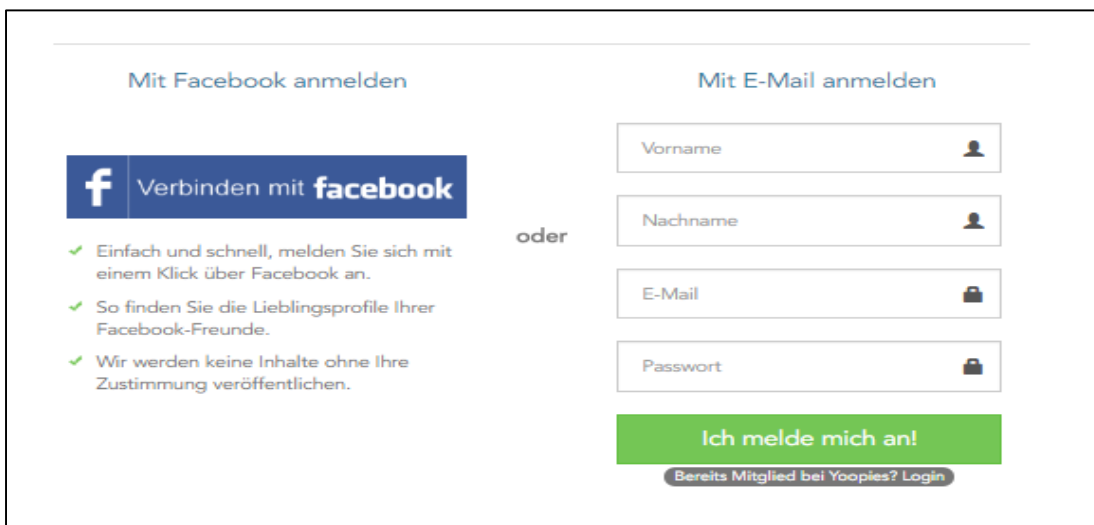 Mit Facebook anmelden
f Verbinden mit facebook
Einfach und schnell, melden Sie sich mit
einem Klick über Facebook an.
So finden Sie die Lieblingsprofile Ihrer
Facebook-Freunde.
Wir werden keine Inhalte ohne Ihre
Zustimmung veröffentlichen.
oder
Mit E-Mail anmelden
Vorname
Nachname
E-Mail
Passwort
Ich melde mich an!
Bereits Mitglied bei Yoopies? Login